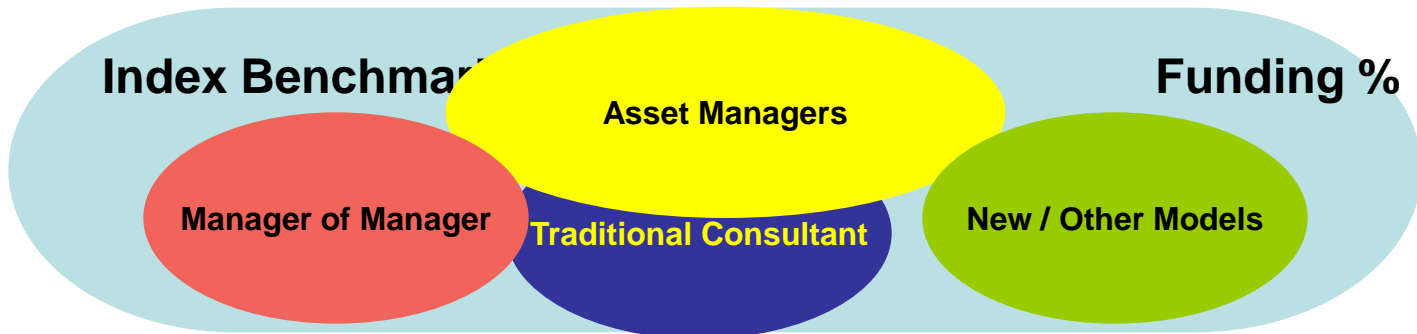 Index Benchmar
Funding %
Asset Managers
Manager of Manager
Traditional Consultant
New / Other Models